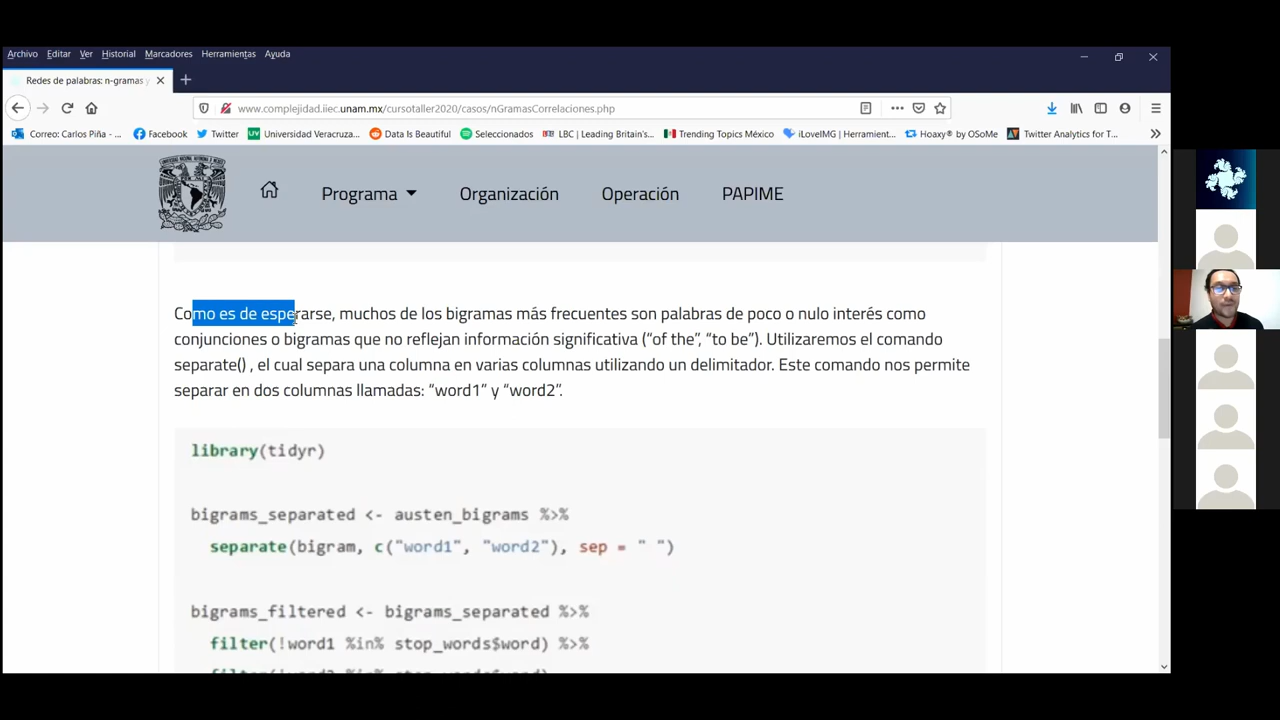 Archivo Editar Ver Historial Marcadores Herramientas Ayuda
Redes de palabras: n-gramas y
www.complejidad.iiec.unam.mx/cursotaller2020/casos/nGramasCorrelaciones.php
Correo: Carlos Piña - ... Facebook Twitter Universidad Veracruza... Data Is Beautiful Seleccionados LBC | Leading Britain's... Trending Topics México iLoveIMG | Herramient... Hoaxy® by OSoMe Twitter Analytics for T...
Programa Organización Operación PAPIME
Como es de esperarse, muchos de los bigramas más frecuentes son palabras de poco o nulo interés como
conjunciones o bigramas que no reflejan información significativa (“of the”, “to be”). Utilizaremos el comando
separate() , el cual separa una columna en varias columnas utilizando un delimitador. Este comando nos permite
separar en dos columnas llamadas: “word1” y “word2”.
library(tidyr)
bigrams_separated <- austen_bigrams %>%
separate(bigram, c("word1", "word2"), sep = " ")
bigrams_filtered <- bigrams_separated %>%
filter(!word1 %in% stop_words$word) %>%